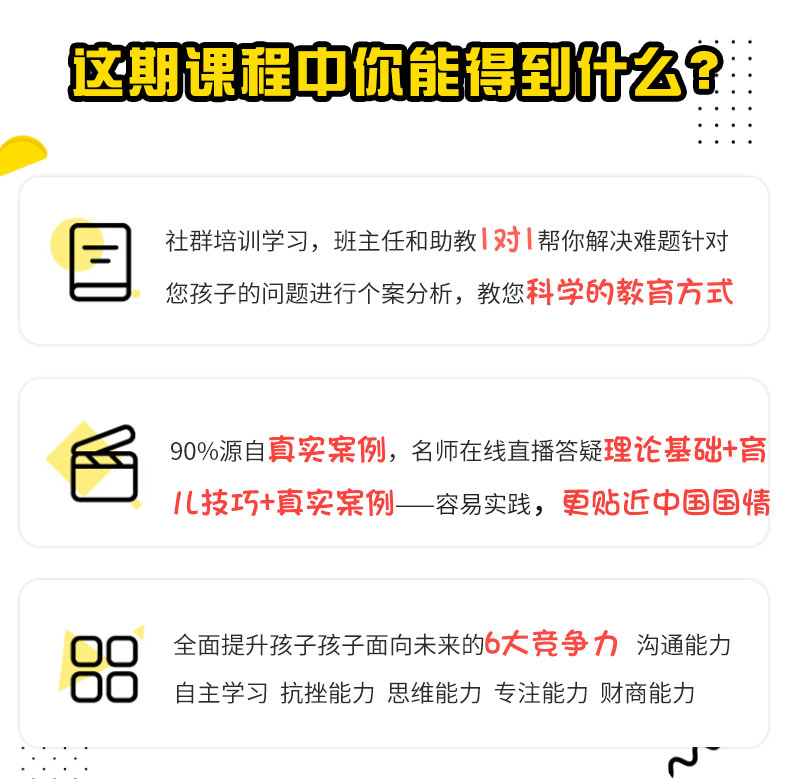 这期课程中你能得到什么?
社群培训学习，班主任和助教1对1帮你解决难题针对
您孩子的问题进行个案分析，教您科学的教育方式
90%源自真实案例，名师在线直播答疑理论基础+育
儿技巧+真实案例——容易实践，更贴近中国国情
全面提升孩子孩子面向未来的6大竞争力 沟通能力
自主学习 抗挫能力 思维能力 专注能力 财商能力